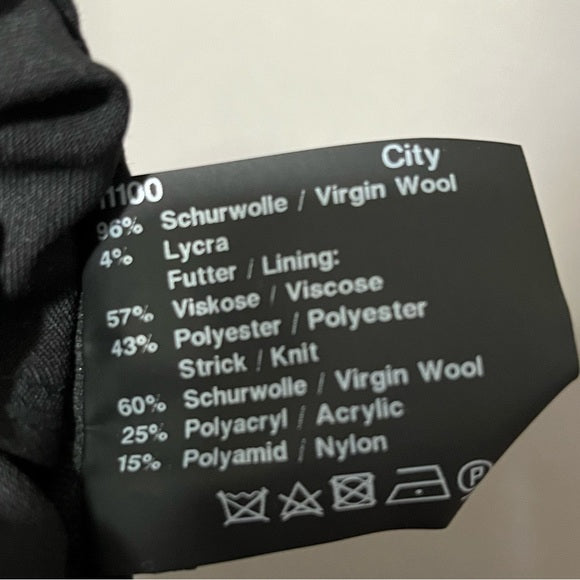 City
11100
96% Schurwolle / Virgin Wool
4% Lycra
Futter / Lining:
57% Viskose / Viscose
43% Polyester / Polyester
Strick / Knit
60% Schurwolle / Virgin Wool
25% Polyacryl / Acrylic
15% Polyamid / Nylon
P